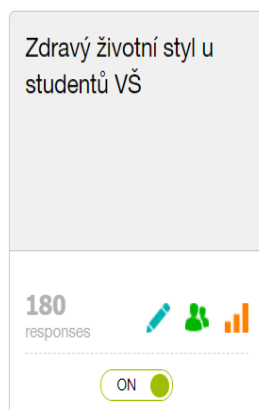 Zdravý životní styl u
studentů VŠ
180
responses
ON